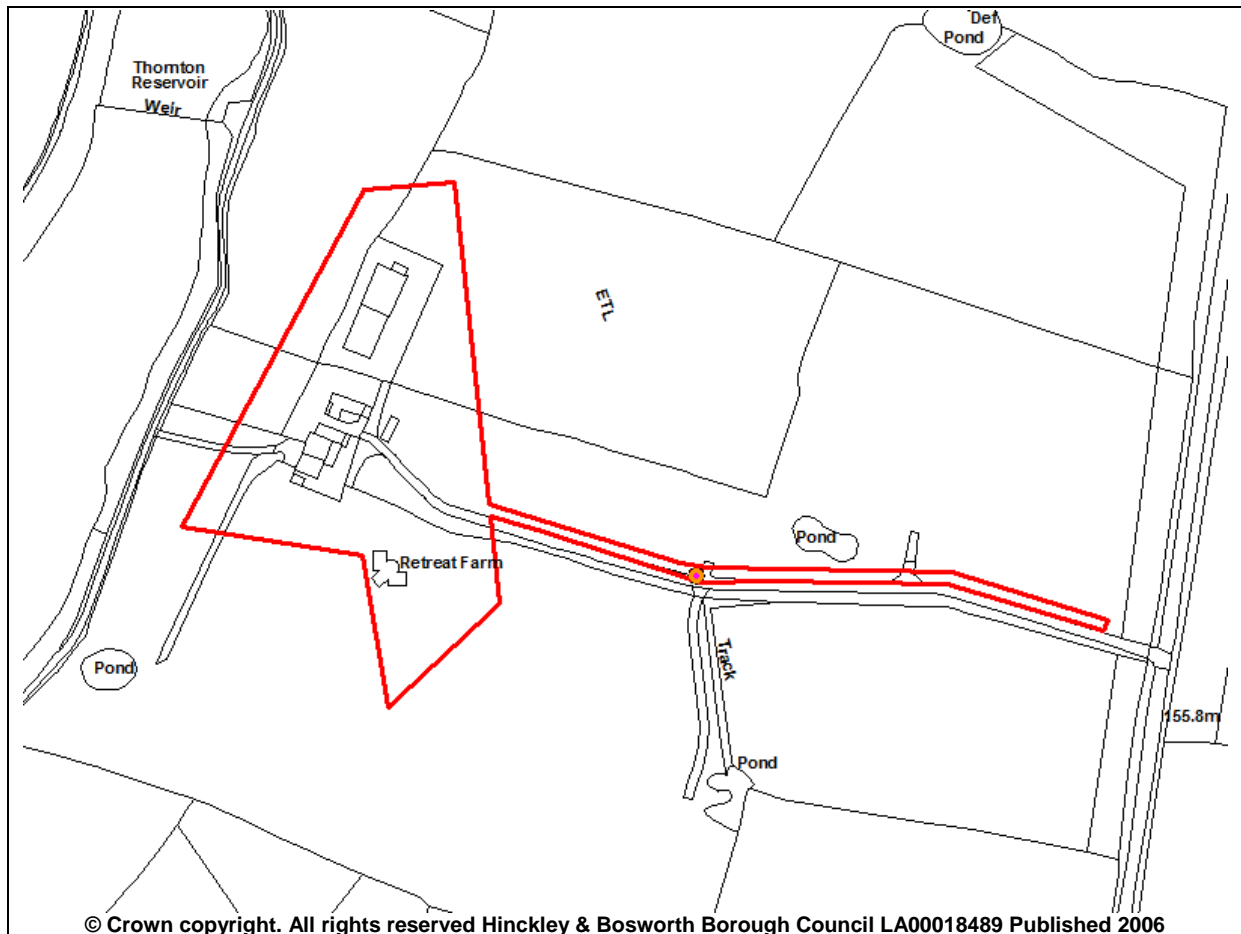 Def
Pond
Thornton
Reservoir
Weir
ETL
Pond
Retreat Farm
Track
Pond
155.8m
Pond
© Crown copyright. All rights reserved Hinckley & Bosworth Borough Council LA00018489 Published 2006